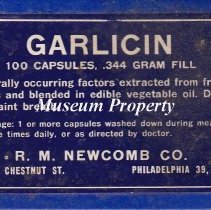 GARLICIN
100 CAPSULES, .344 GRAM FILL
rally occurring factors extracted from fr
and blended in edible vegetable oil. D
aint breath.
Museum Property
ge: 1 or more capsules washed down during me
e times daily, or as directed by doctor.
R. M. NEWCOMB CO.
CHESTNUT ST. PHILADELPHIA 39,